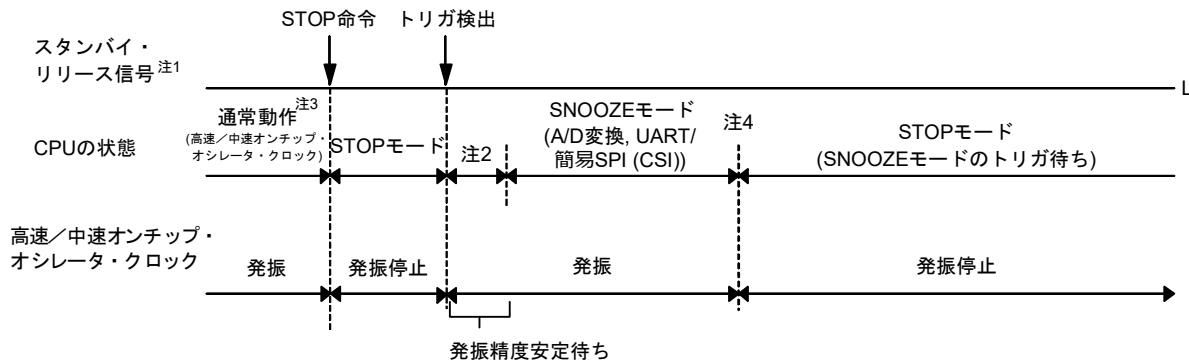 STOP命令 トリガ検出
スタンバイ・
リリース信号注1
L
通常動作注3
(高速／中速オンチップ・
オシレータ・クロック)
CPUの状態
STOPモード
注2
SNOOZEモード
(A/D変換, UART/
簡易SPI (CSI))
注4
STOPモード
(SNOOZEモードのトリガ待ち)
高速／中速オンチップ・
オシレータ・クロック
発振
発振停止
発振
発振停止
発振精度安定待ち